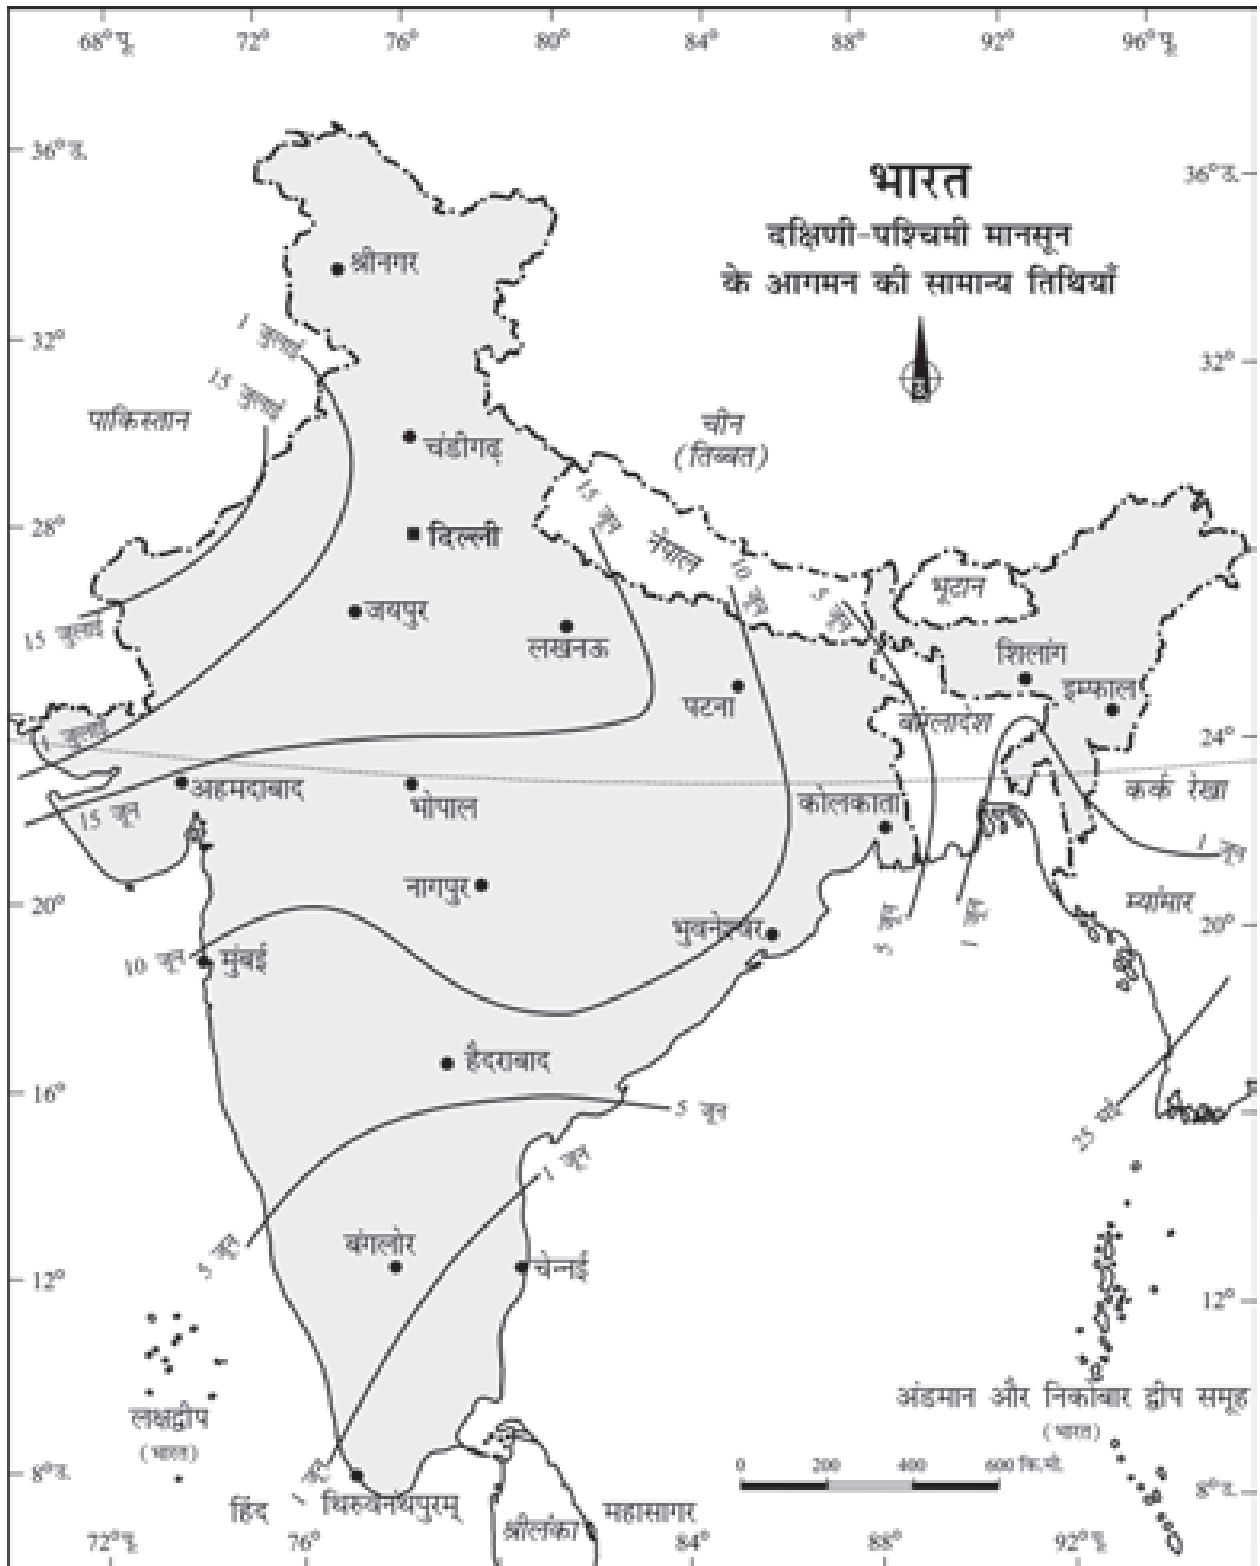 68°पू. 72° 76° 80° 84° 88° 92° 96°पू.
36°उ. 36°उ.
भारत
दक्षिणी-पश्चिमी मानसून
के आगमन की सामान्य तिथियाँ
श्रीनगर
1 जुलाई
32° 32°
15 जुलाई
पाकिस्तान
चीन
(तिब्बत)
चंडीगढ़
15 जून
28°
दिल्ली
नेपाल
10 जून
5 जून
भूटान
जयपुर
15 जुलाई
लखनऊ
शिलांग
इम्फाल
पटना
बांग्लादेश
1 जुलाई
24°
अहमदाबाद
भोपाल
कोलकाता
कर्क रेखा
15 जून
1 जून
नागपुर
20° 20°
म्यांमार
भुवनेश्वर
5 जून
1 जून
10 जून
मुंबई
हैदराबाद
16° 16°
5 जून
25 मई
1 जून
5 जून
बंगलोर
चेन्नई
12° 12°
लक्षद्वीप
(भारत)
अंडमान और निकोबार द्वीप समूह
(भारत)
0 200 400 600 कि.मी.
8°उ. 8°उ.
1 जून
थिरुवनंथपुरम्
हिंद
श्रीलंका
महासागर
72°पू. 76° 84° 88° 92°पू.